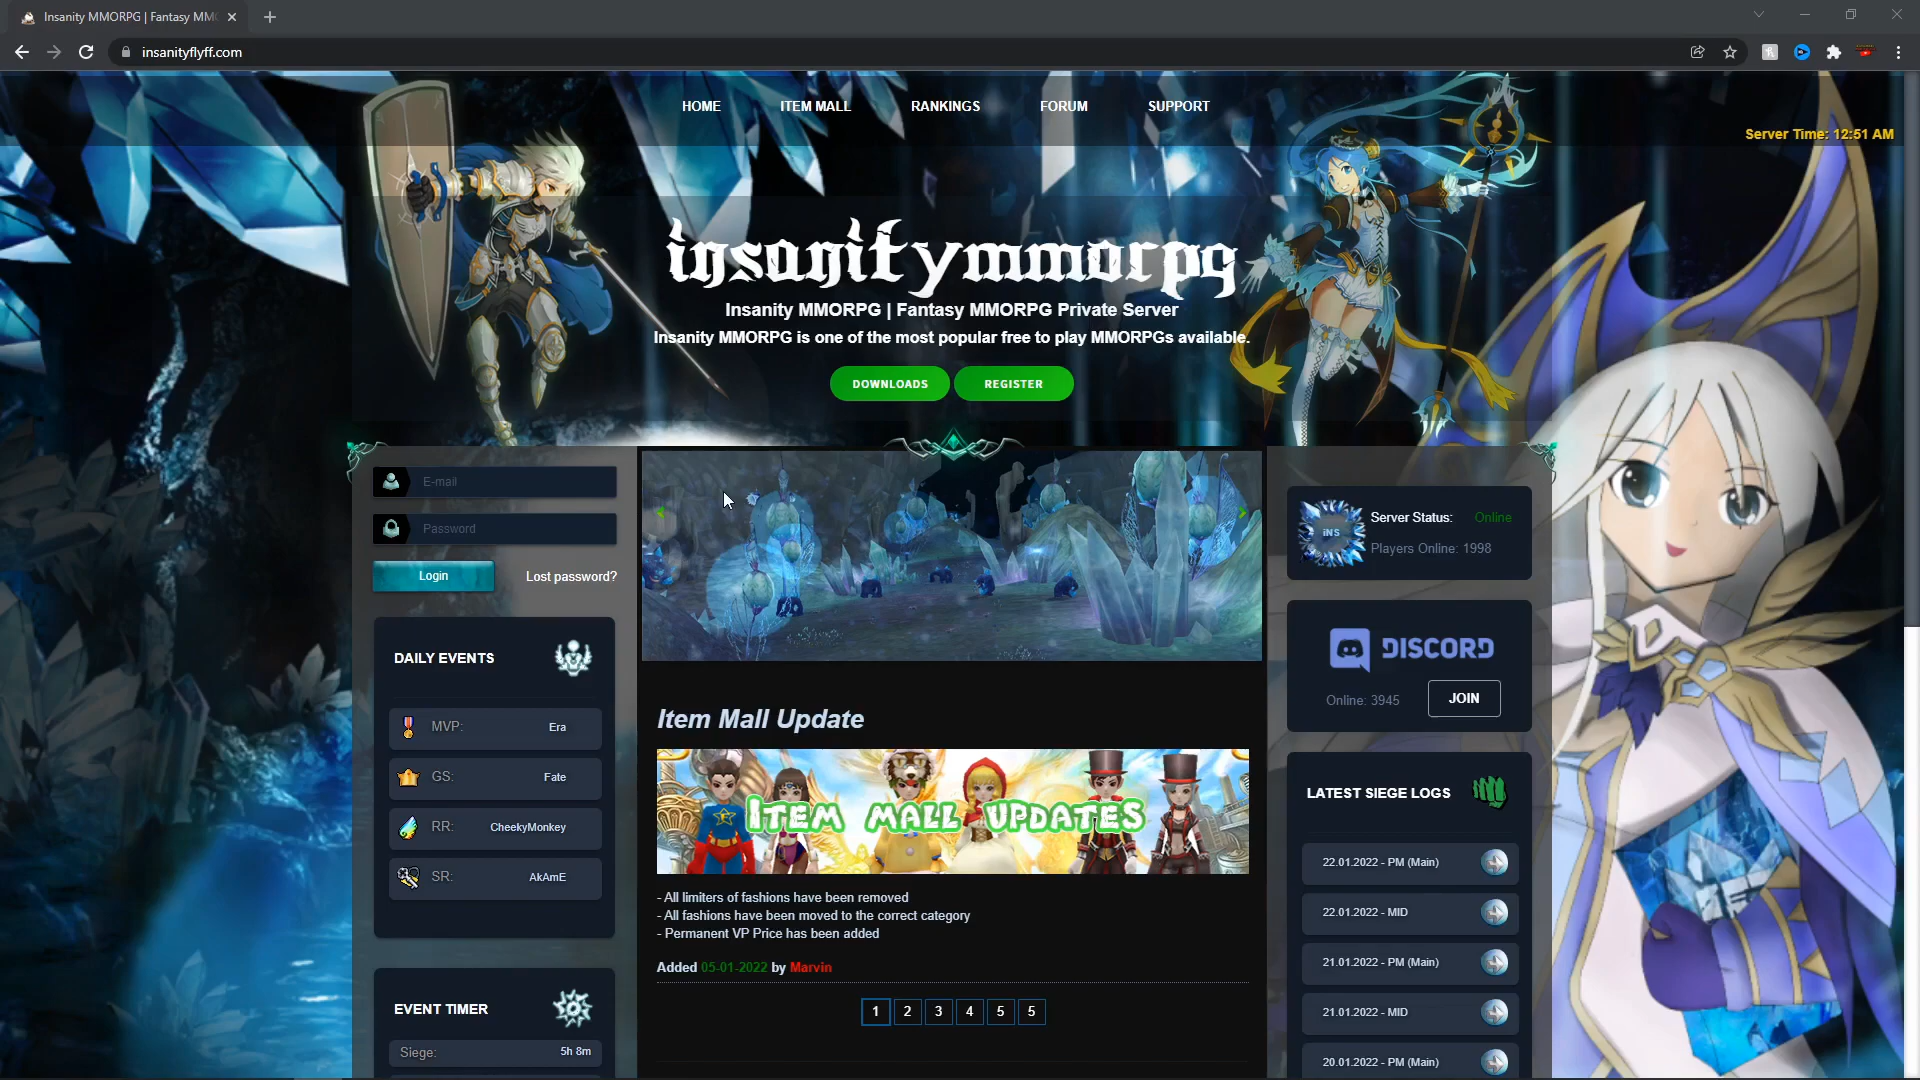 Insanity MMORPG | Fantasy MM
insanityflyff.com
HOME
ITEM MALL
RANKINGS
FORUM
SUPPORT
Server Time: 12:51 AM
insanitymmorpg
Insanity MMORPG | Fantasy MMORPG Private Server
Insanity MMORPG is one of the most popular free to play MMORPGs available.
DOWNLOADS
REGISTER
E-mail
Password
Login
Lost password?
DAILY EVENTS
MVP: Era
GS: Fate
RR: CheekyMonkey
SR: AkAmE
EVENT TIMER
Siege: 5h 8m
Item Mall Update
ITEM MALL UPDATES
- All limiters of fashions have been removed
- All fashions have been moved to the correct category
- Permanent VP Price has been added
Added 05-01-2022 by Marvin
1 2 3 4 5 5
iNS
Server Status: Online
Players Online: 1998
DISCORD
Online: 3945
JOIN
LATEST SIEGE LOGS
22.01.2022 - PM (Main)
22.01.2022 - MID
21.01.2022 - PM (Main)
21.01.2022 - MID
20.01.2022 - PM (Main)